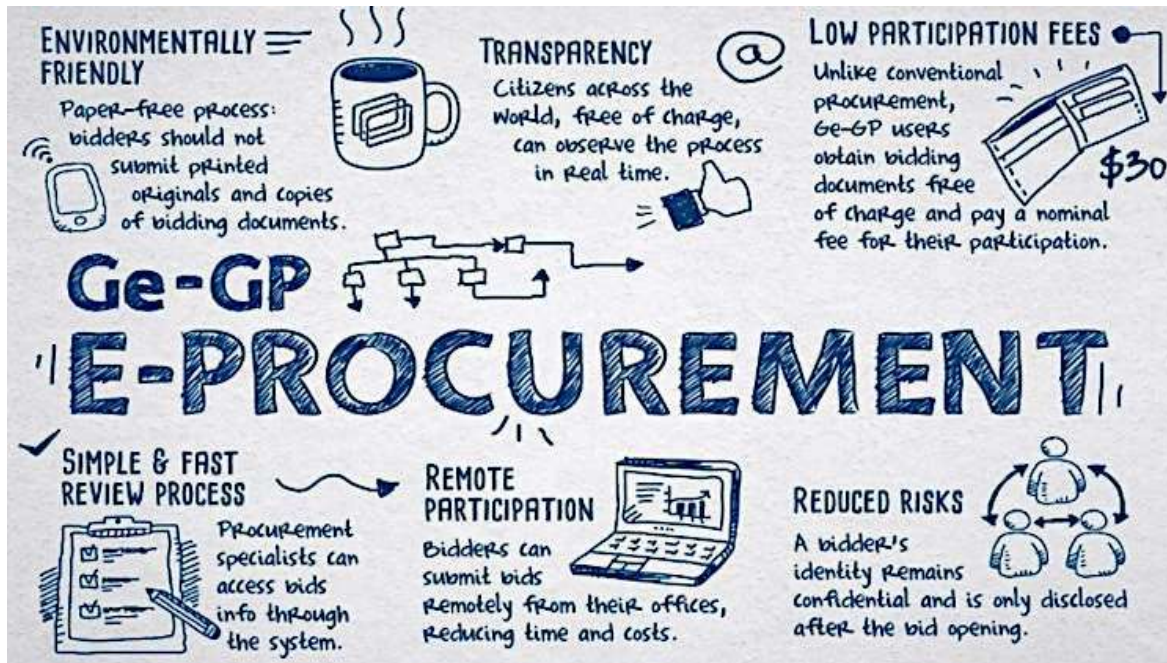 ENVIRONMENTALLY
FRIENDLY
Paper-free process:
bidders should not
submit printed
originals and copies
of bidding documents.
TRANSPARENCY
Citizens across the
world, free of charge,
can observe the process
in real time.
@
LOW PARTICIPATION FEES
Unlike conventional
procurement,
Ge-GP users
obtain bidding
documents free
of charge and pay a nominal
fee for their participation.
$30
Ge-GP
E-PROCUREMENT
SIMPLE & FAST
REVIEW PROCESS
Procurement
specialists can
access bids
info through
the system.
REMOTE
PARTICIPATION
Bidders can
submit bids
remotely from their offices,
reducing time and costs.
REDUCED RISKS
A bidder's
identity remains
confidential and is only disclosed
after the bid opening.